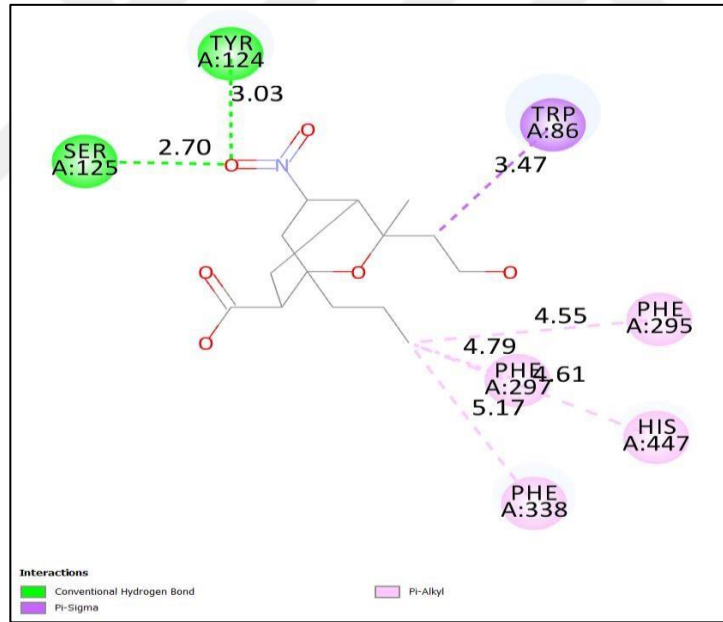 TYR
A:124
3.03
SER
A:125
2.70
O
N
O
TRP
A:86
3.47
O
O
O
O
PHE
A:295
4.55
4.79
PHE
A:297
4.61
5.17
HIS
A:447
PHE
A:338
Interactions
Conventional Hydrogen Bond
Pi-Sigma
Pi-Alkyl